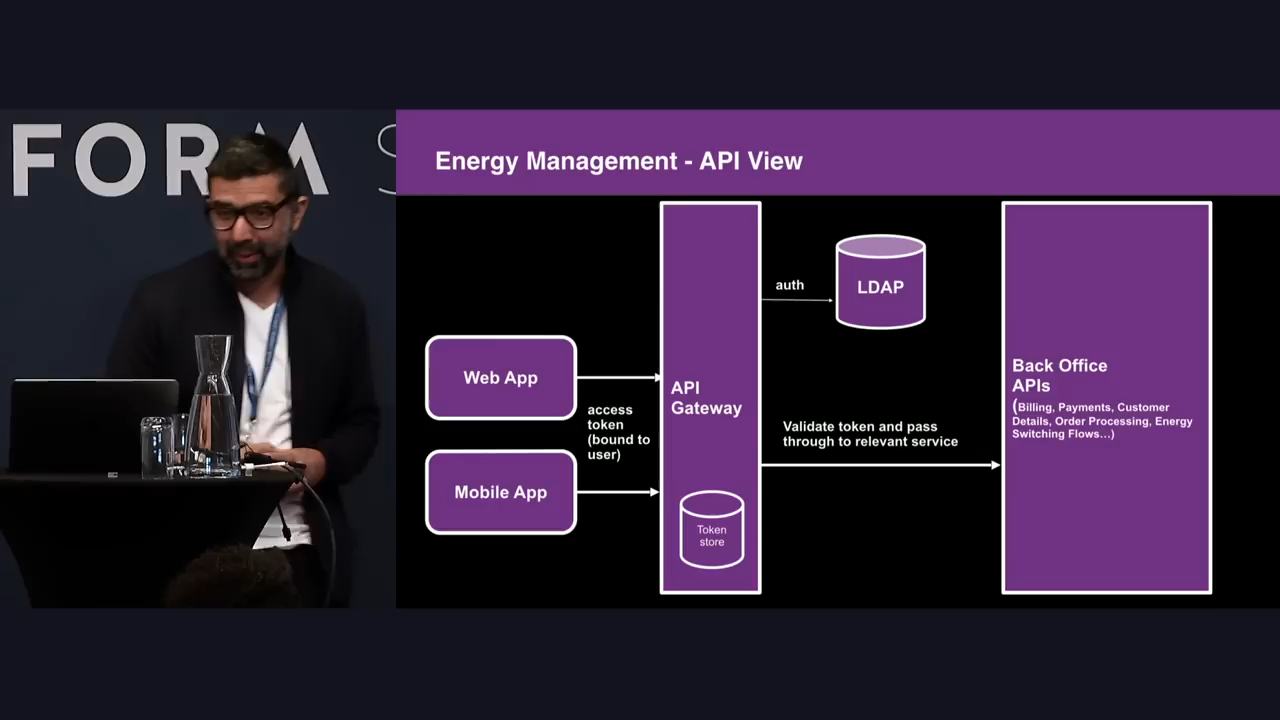 FORM S
Energy Management - API View
LDAP
auth
Web App
Mobile App
access
token
(bound to
user)
API
Gateway
Token
store
Validate token and pass
through to relevant service
Back Office
APIs
(Billing, Payments, Customer
Details, Order Processing, Energy
Switching Flows...)